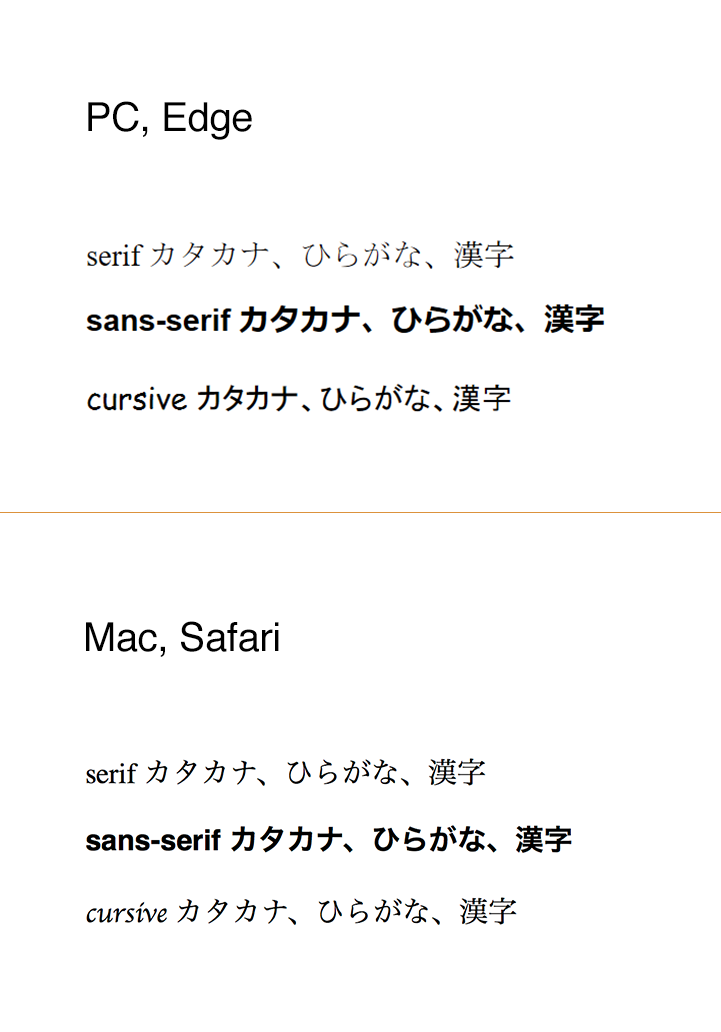 PC, Edge
serif カタカナ、ひらがな、漢字
sans-serif カタカナ、ひらがな、漢字
cursive カタカナ、ひらがな、漢字
Mac, Safari
serif カタカナ、ひらがな、漢字
sans-serif カタカナ、ひらがな、漢字
cursive カタカナ、ひらがな、漢字